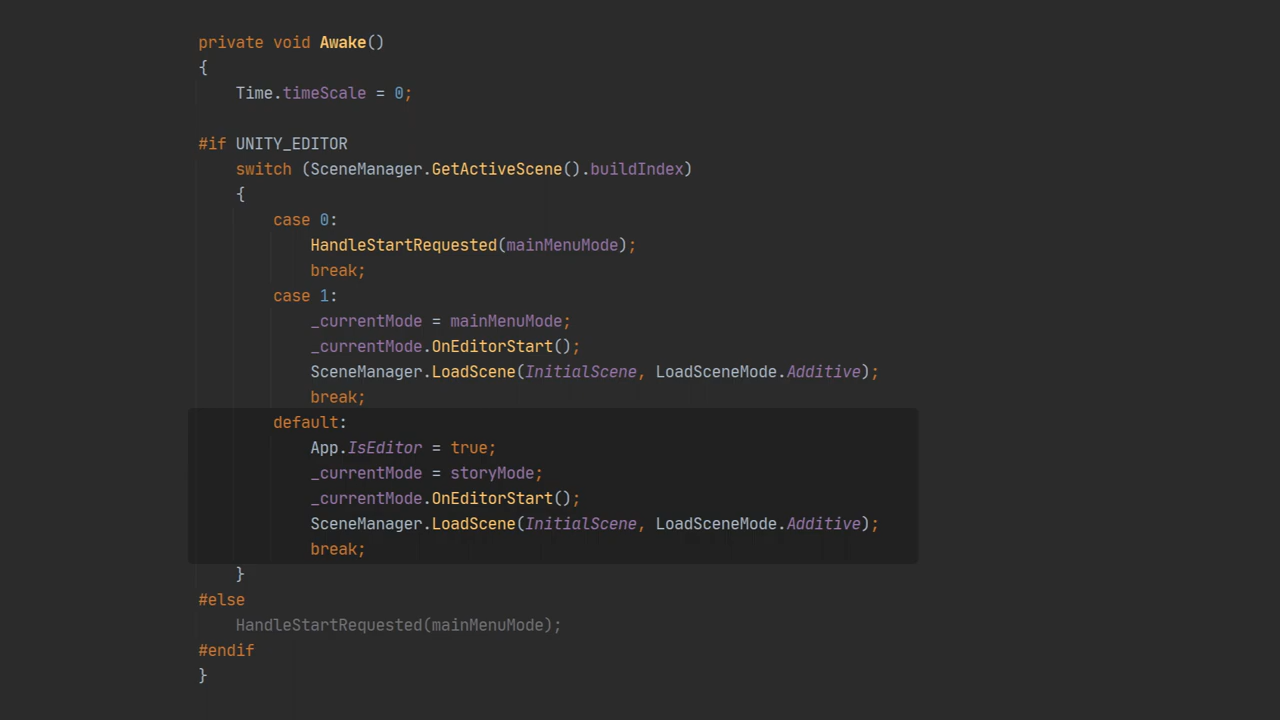 private void Awake()
{
    Time.timeScale = 0;
#if UNITY_EDITOR
    switch (SceneManager.GetActiveScene().buildIndex)
    {
        case 0:
            HandleStartRequested(mainMenuMode);
            break;
        case 1:
            _currentMode = mainMenuMode;
            _currentMode.OnEditorStart();
            SceneManager.LoadScene(InitialScene, LoadSceneMode.Additive);
            break;
        default:
            App.IsEditor = true;
            _currentMode = storyMode;
            _currentMode.OnEditorStart();
            SceneManager.LoadScene(InitialScene, LoadSceneMode.Additive);
            break;
    }
#else
    HandleStartRequested(mainMenuMode);
#endif
}